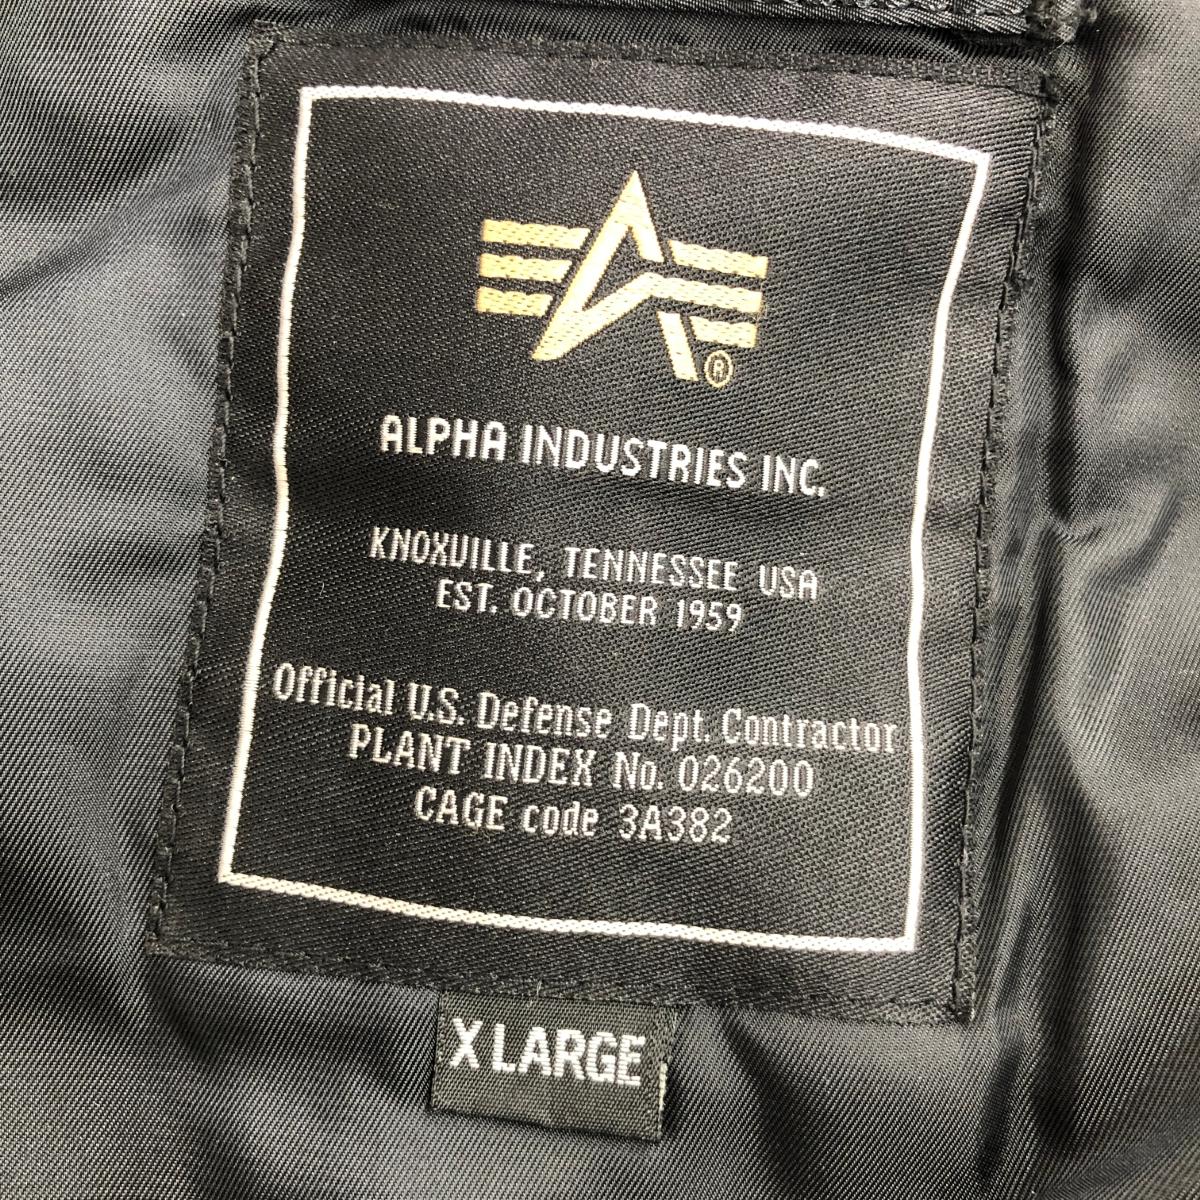 ®
ALPHA INDUSTRIES INC.
KNOXVILLE, TENNESSEE USA
EST. OCTOBER 1959
Official U.S. Defense Dept. Contractor
PLANT INDEX No. 026200
CAGE code 3A382
X LARGE